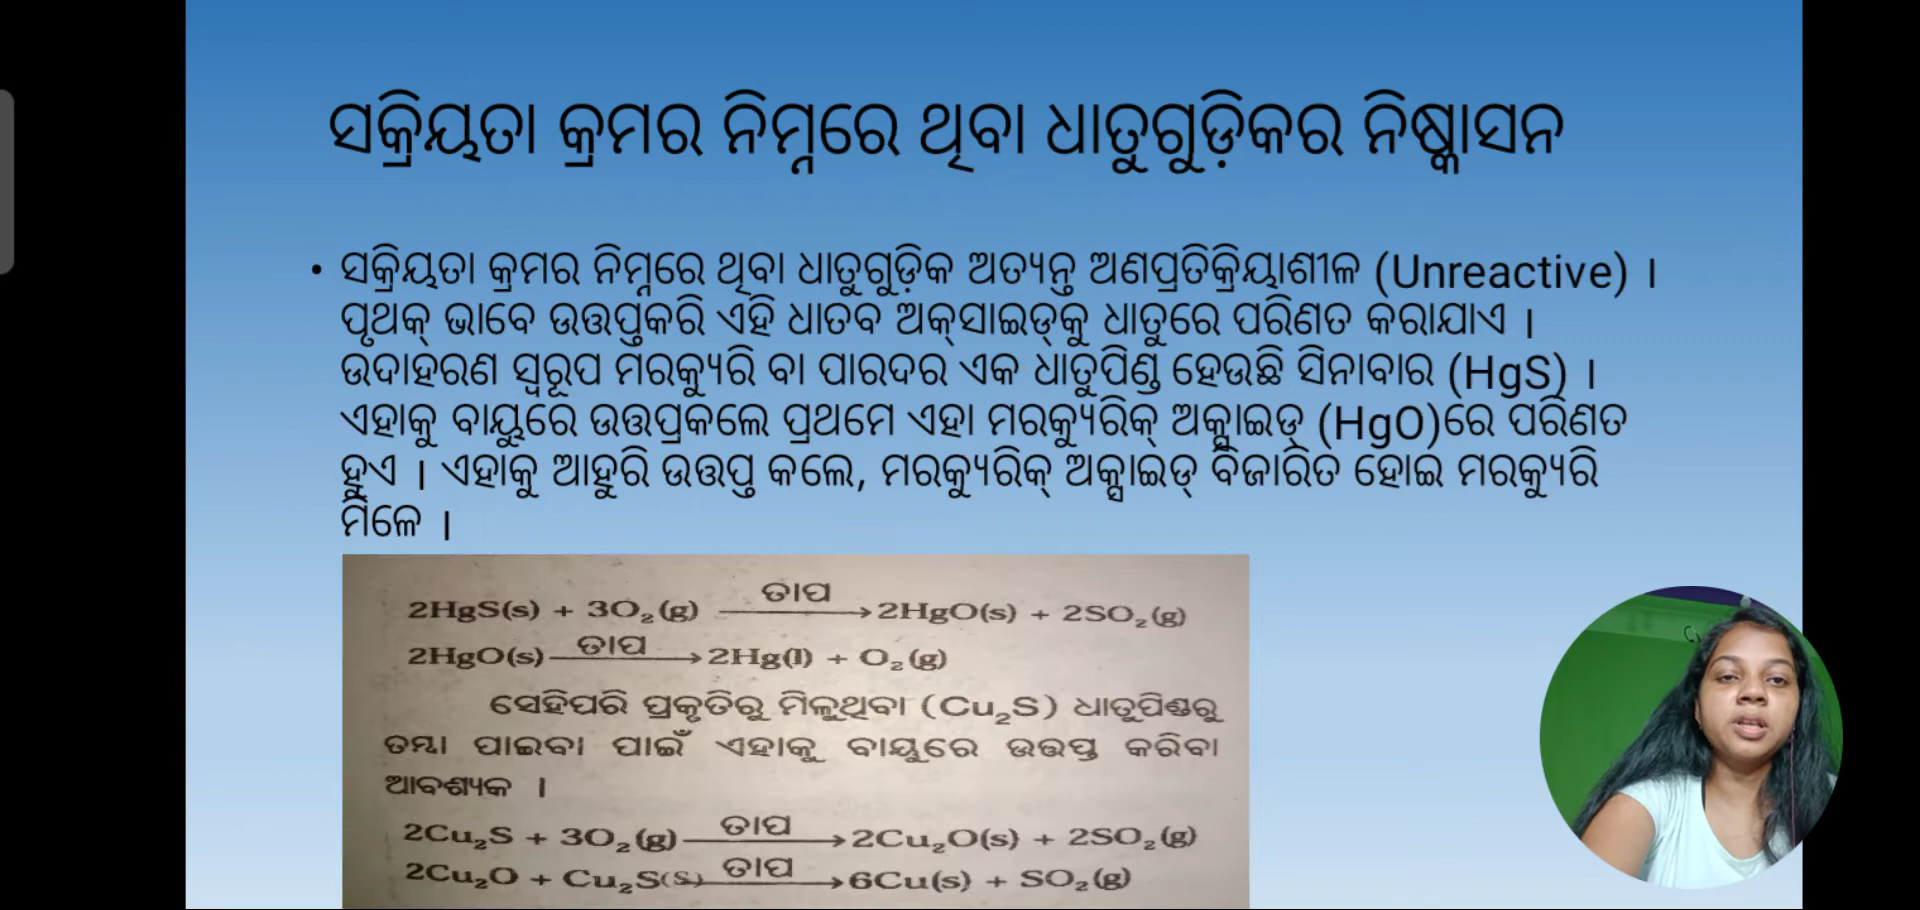 ସକ୍ରିୟତା କ୍ରମର ନିମ୍ନରେ ଥିବା ଧାତୁଗୁଡ଼ିକର ନିଷ୍କାସନ
• ସକ୍ରିୟତା କ୍ରମର ନିମ୍ନରେ ଥିବା ଧାତୁଗୁଡ଼ିକ ଅତ୍ୟନ୍ତ ଅଣପ୍ରତିକ୍ରିୟାଶୀଳ (Unreactive) ।
ପୃଥକ୍ ଭାବେ ଉତ୍ତପ୍ତକରି ଏହି ଧାତବ ଅକ୍‌ସାଇଡ୍‌କୁ ଧାତୁରେ ପରିଣତ କରାଯାଏ ।
ଉଦାହରଣ ସ୍ୱରୂପ ମରକ୍ୟୁରି ବା ପାରଦର ଏକ ଧାତୁପିଣ୍ଡ ହେଉଛି ସିନାବାର (HgS) ।
ଏହାକୁ ବାୟୁରେ ଉତ୍ତପ୍ରକଲେ ପ୍ରଥମେ ଏହା ମରକ୍ୟୁରିକ୍ ଅକ୍ସାଇଡ୍ (HgO)ରେ ପରିଣତ
ହୁଏ । ଏହାକୁ ଆହୁରି ଉତ୍ତପ୍ତ କଲେ, ମରକ୍ୟୁରିକ୍ ଅକ୍ସାଇଡ୍ ବିଜାରିତ ହୋଇ ମରକ୍ୟୁରି
ମିଳେ ।
ତାପ
2HgS(s) + 3O₂(g) → 2HgO(s) + 2SO₂(g)
ତାପ
2HgO(s) → 2Hg(l) + O₂(g)
ସେହିପରି ପ୍ରକୃତିରୁ ମିଳୁଥିବା (Cu₂S) ଧାତୁପିଣ୍ଡରୁ
ତମ୍ବା ପାଇବା ପାଇଁ ଏହାକୁ ବାୟୁରେ ଉତ୍ତପ୍ତ କରିବା
ଆବଶ୍ୟକ ।
ତାପ
2Cu₂S + 3O₂(g) → 2Cu₂O(s) + 2SO₂(g)
ତାପ
2Cu₂O + Cu₂S(s) → 6Cu(s) + SO₂(g)